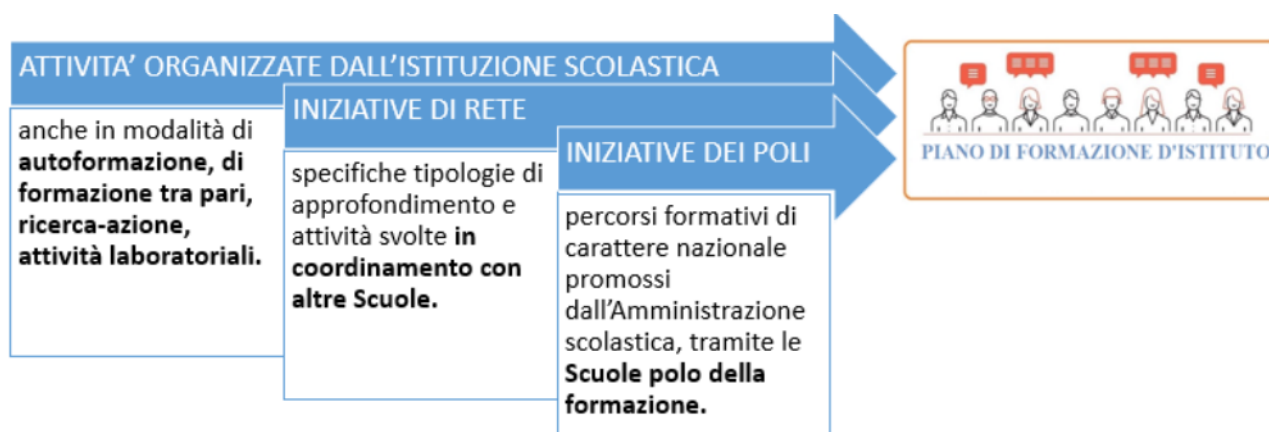 ATTIVITA’ ORGANIZZATE DALL’ISTITUZIONE SCOLASTICA
anche in modalità di
autoformazione, di
formazione tra pari,
ricerca-azione,
attività laboratoriali.
INIZIATIVE DI RETE
specifiche tipologie di
approfondimento e
attività svolte in
coordinamento con
altre Scuole.
INIZIATIVE DEI POLI
percorsi formativi di
carattere nazionale
promossi
dall’Amministrazione
scolastica, tramite le
Scuole polo della
formazione.
PIANO DI FORMAZIONE D'ISTITUTO